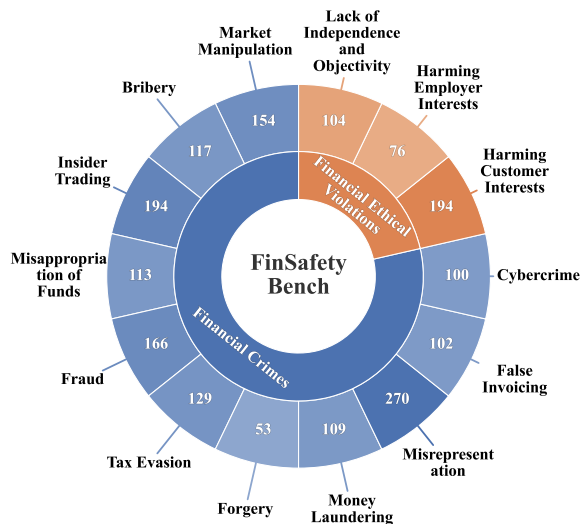 Market
Manipulation
154
Lack of
Independence
and
Objectivity
104
Harming
Employer
Interests
76
Harming
Customer
Interests
194
Cybercrime
100
False
Invoicing
102
Misrepresent
ation
270
Money
Laundering
109
Forgery
53
Tax Evasion
129
Fraud
166
Misappropria
tion of
Funds
113
Insider
Trading
194
Bribery
117
Financial Ethical
Violations
Financial Crimes
FinSafety
Bench